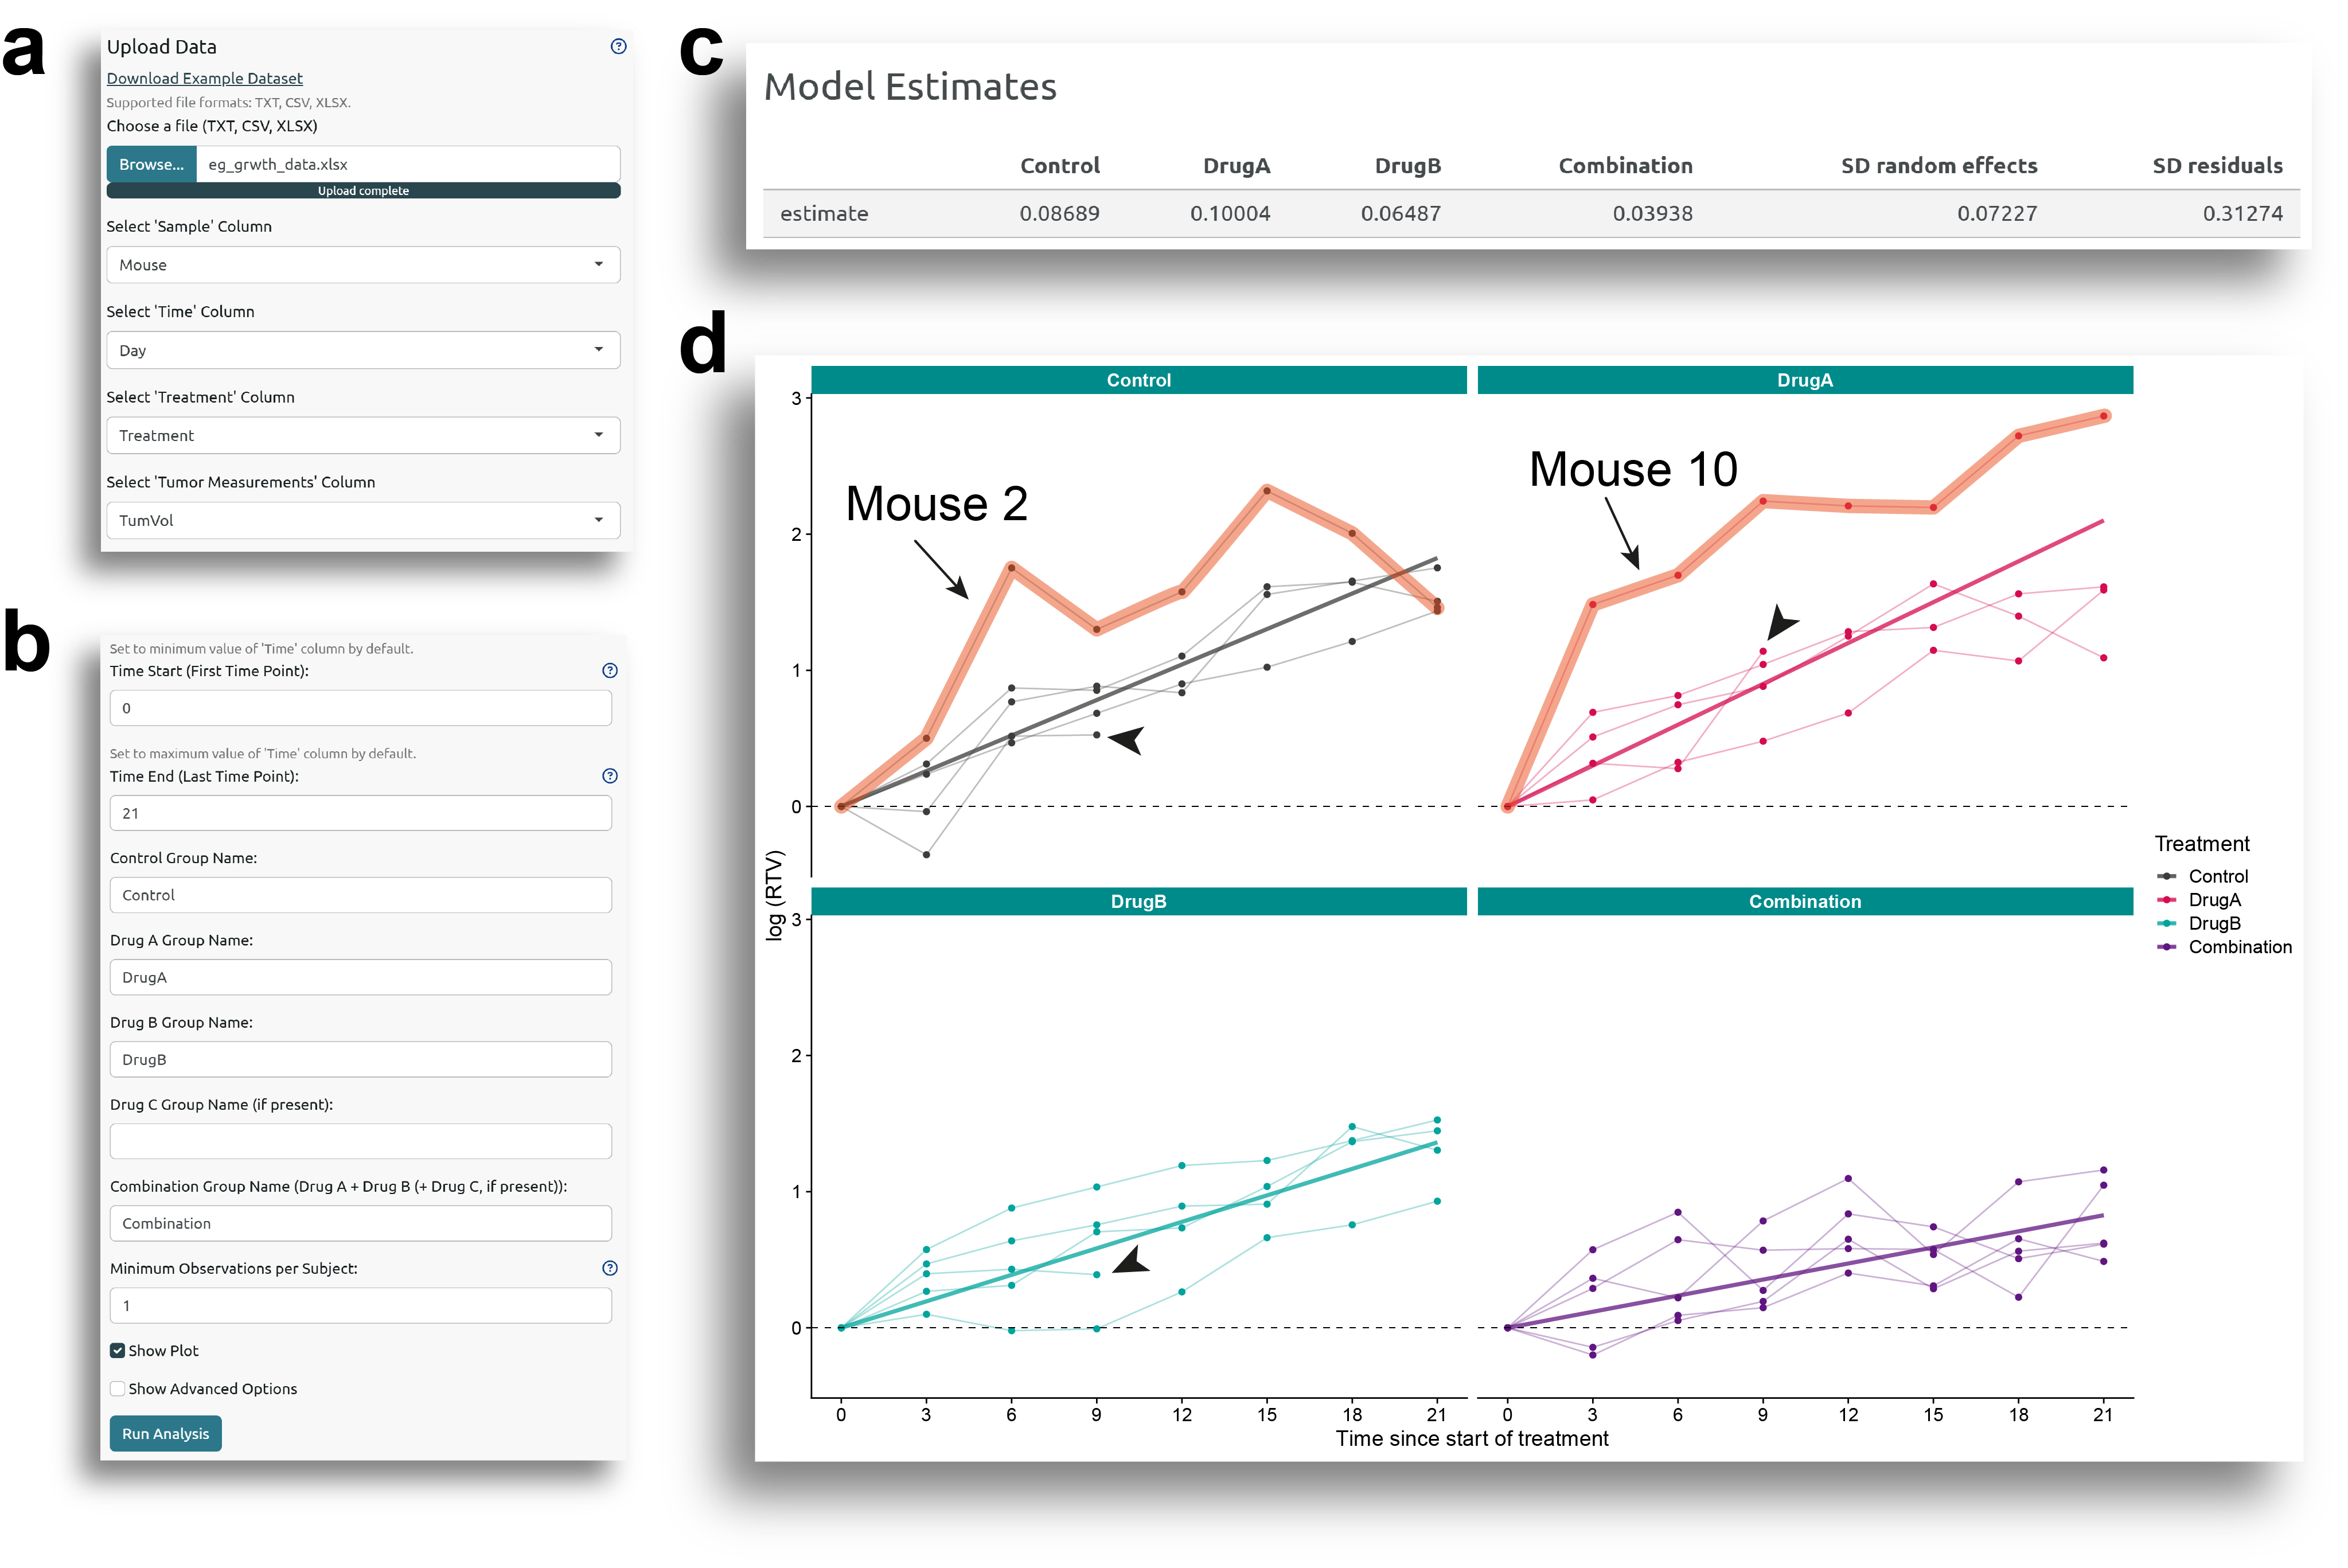 a
Upload Data
Download Example Dataset
Supported file formats: TXT, CSV, XLSX.
Choose a file (TXT, CSV, XLSX)
Browse... eg_grwth_data.xlsx
Upload complete
Select 'Sample' Column
Mouse
Select 'Time' Column
Day
Select 'Treatment' Column
Treatment
Select 'Tumor Measurements' Column
TumVol
b
Set to minimum value of 'Time' column by default.
Time Start (First Time Point):
0
Set to maximum value of 'Time' column by default.
Time End (Last Time Point):
21
Control Group Name:
Control
Drug A Group Name:
DrugA
Drug B Group Name:
DrugB
Drug C Group Name (if present):
Combination Group Name (Drug A + Drug B (+ Drug C, if present)):
Combination
Minimum Observations per Subject:
1
Show Plot
Show Advanced Options
Run Analysis
c
Model Estimates
Control DrugA DrugB Combination SD random effects SD residuals
estimate 0.08689 0.10004 0.06487 0.03938 0.07227 0.31274
d
Control DrugA
3
2
1
0
Mouse 2
Mouse 10
log (RTV)
DrugB Combination
3
2
1
0
0 3 6 9 12 15 18 21 0 3 6 9 12 15 18 21
Time since start of treatment
Treatment
Control
DrugA
DrugB
Combination